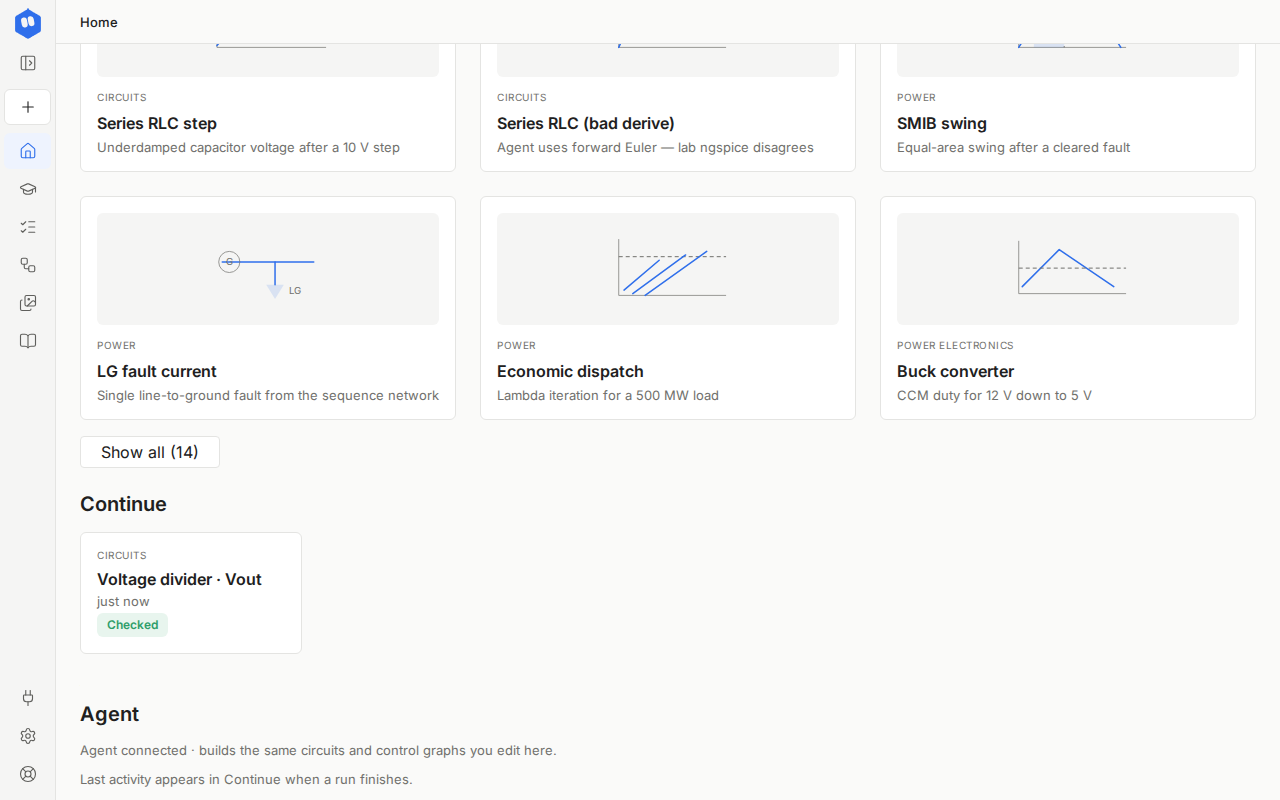 Home
CIRCUITS
Series RLC step
Underdamped capacitor voltage after a 10 V step
CIRCUITS
Series RLC (bad derive)
Agent uses forward Euler — lab ngspice disagrees
POWER
SMIB swing
Equal-area swing after a cleared fault
G
LG
POWER
LG fault current
Single line-to-ground fault from the sequence network
POWER
Economic dispatch
Lambda iteration for a 500 MW load
POWER ELECTRONICS
Buck converter
CCM duty for 12 V down to 5 V
Show all (14)
Continue
CIRCUITS
Voltage divider · Vout
just now
Checked
Agent
Agent connected · builds the same circuits and control graphs you edit here.
Last activity appears in Continue when a run finishes.